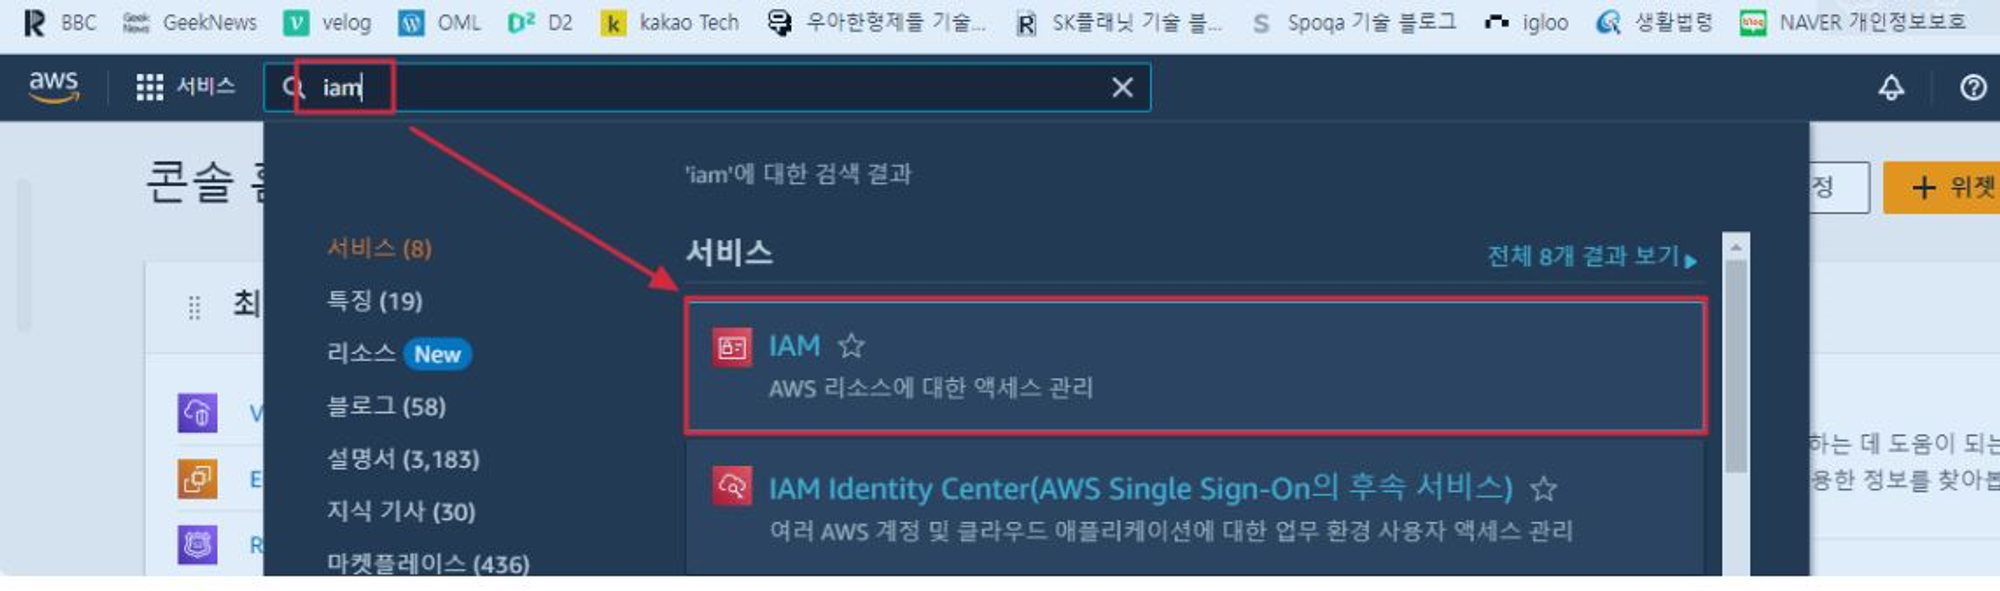 BBC GeekNews velog OML D2 kakao Tech 우아한형제들 기술... SK플래닛 기술 블... Spoqa 기술 블로그 igloo 생활법령 NAVER 개인정보보호
aws 서비스 iam
콘솔
'iam'에 대한 검색 결과
정
+ 위젯
서비스 (8)
특징 (19)
리소스 New
블로그 (58)
설명서 (3,183)
지식 기사 (30)
마켓플레이스 (436)
서비스
전체 8개 결과 보기
IAM
AWS 리소스에 대한 액세스 관리
IAM Identity Center(AWS Single Sign-On의 후속 서비스)
여러 AWS 계정 및 클라우드 애플리케이션에 대한 업무 환경 사용자 액세스 관리
최
V
E
R
하는 데 도움이 되는
용한 정보를 찾아